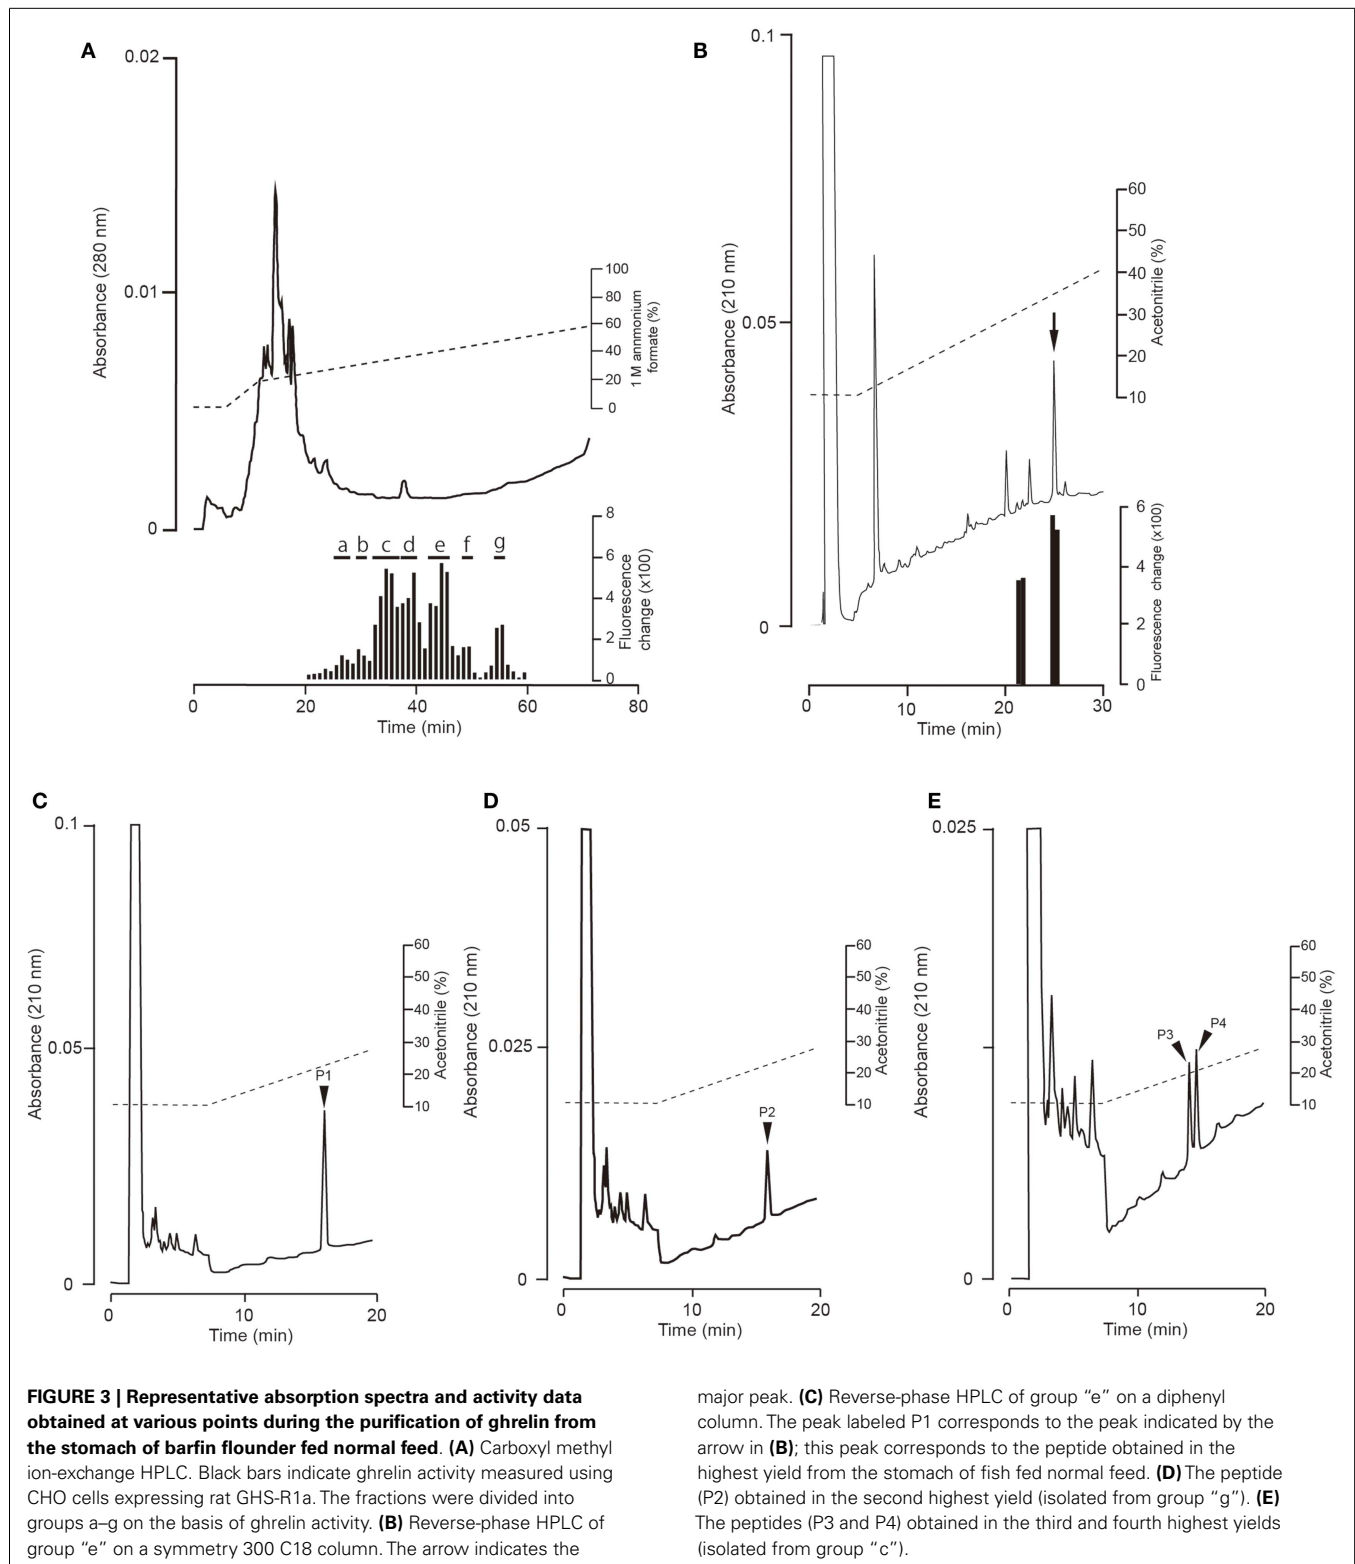 A
0.02
0.01
0
Absorbance (280 nm)
100
80
60
40
20
0
1 M annmonium
formate (%)
a b c d e f g
8
6
4
2
0
Fluorescence
change (x100)
0 20 40 60 80
Time (min)
B
0.1
0.05
0
Absorbance (210 nm)
60
50
40
30
20
10
Acetonitrile (%)
6
4
2
0
Fluorescence change (x100)
0 10 20 30
Time (min)
C
0.1
0.05
0
Absorbance (210 nm)
60
50
40
30
20
10
Acetonitrile (%)
P1
0 10 20
Time (min)
D
0.05
0.025
0
Absorbance (210 nm)
60
50
40
30
20
10
Acetonitrile (%)
P2
0 10 20
Time (min)
E
0.025
0
Absorbance (210 nm)
60
50
40
30
20
10
Acetonitrile (%)
P3 P4
0 10 20
Time (min)
FIGURE 3 | Representative absorption spectra and activity data
obtained at various points during the purification of ghrelin from
the stomach of barfin flounder fed normal feed. (A) Carboxyl methyl
ion-exchange HPLC. Black bars indicate ghrelin activity measured using
CHO cells expressing rat GHS-R1a. The fractions were divided into
groups a–g on the basis of ghrelin activity. (B) Reverse-phase HPLC of
group "e" on a symmetry 300 C18 column. The arrow indicates the
major peak. (C) Reverse-phase HPLC of group "e" on a diphenyl
column. The peak labeled P1 corresponds to the peak indicated by the
arrow in (B); this peak corresponds to the peptide obtained in the
highest yield from the stomach of fish fed normal feed. (D) The peptide
(P2) obtained in the second highest yield (isolated from group "g"). (E)
The peptides (P3 and P4) obtained in the third and fourth highest yields
(isolated from group "c").